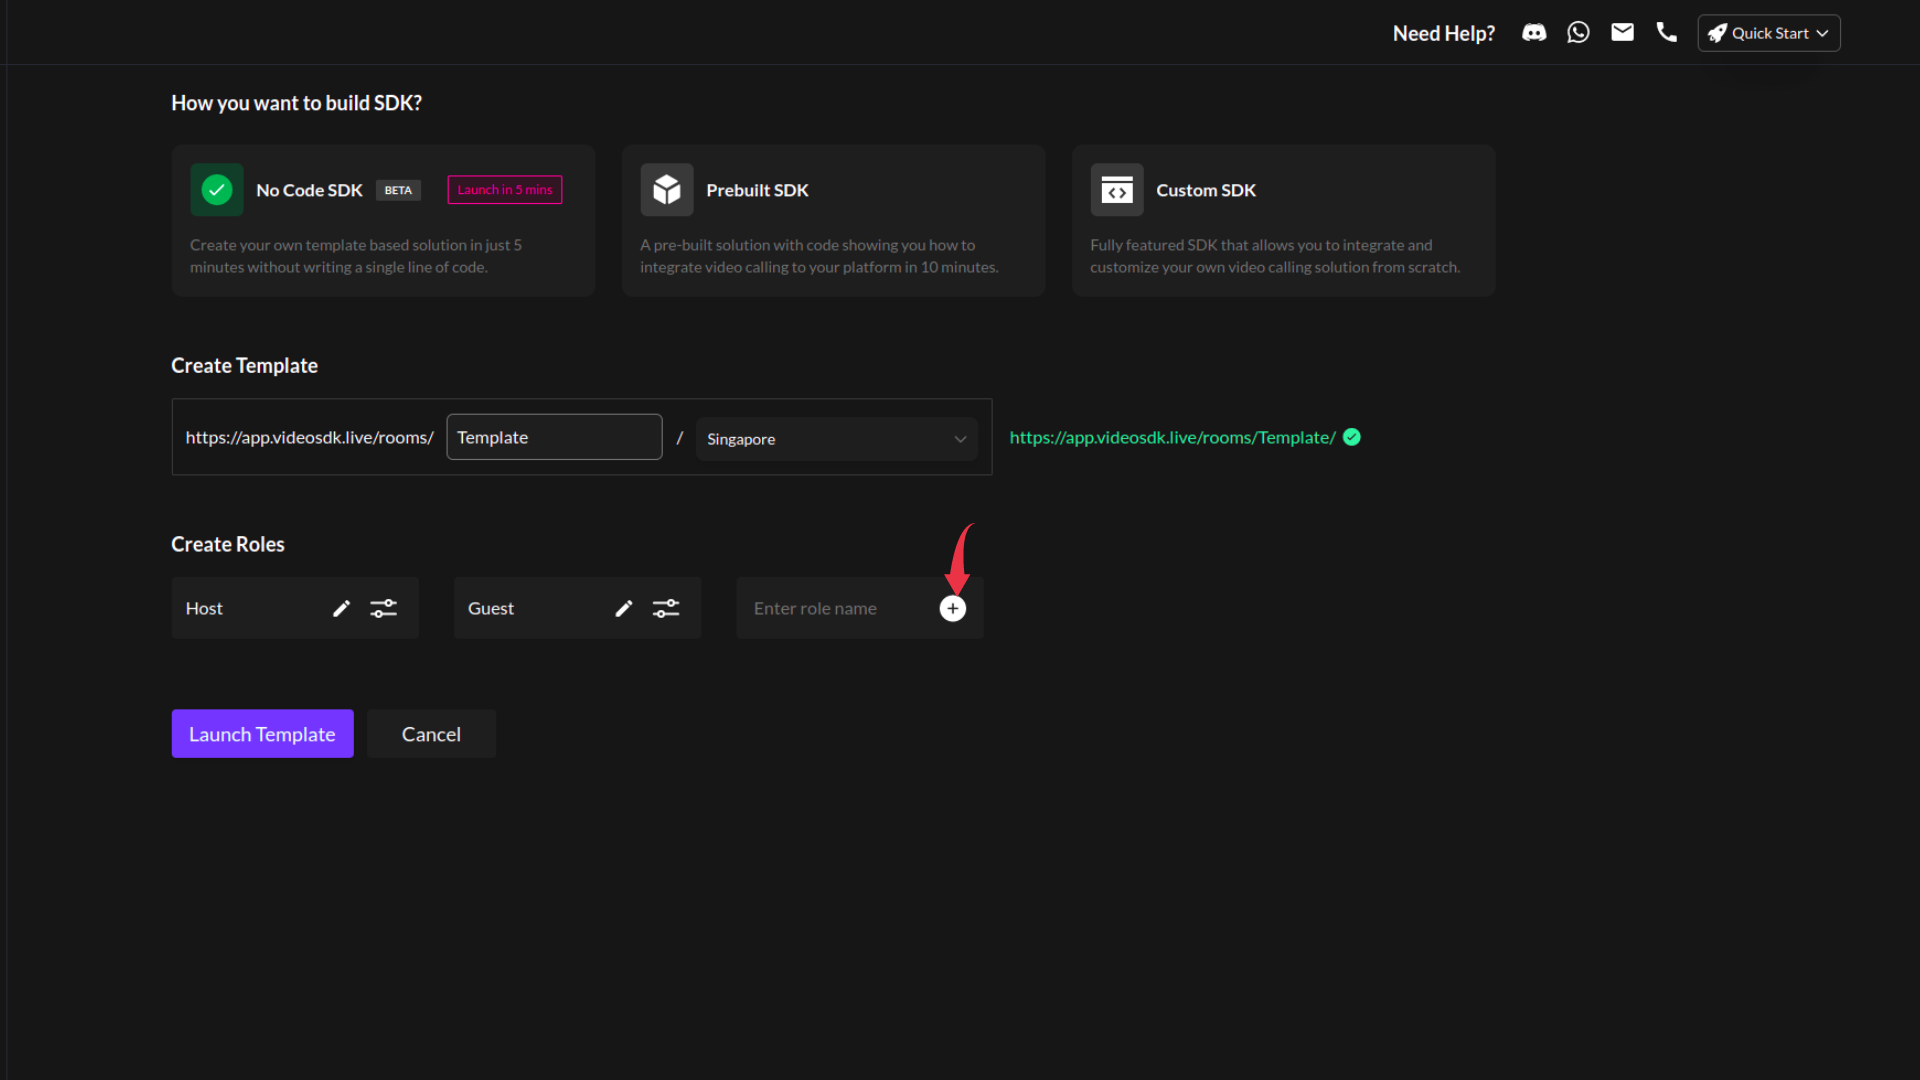 Need Help?
Quick Start
How you want to build SDK?
No Code SDK BETA Launch in 5 mins
Create your own template based solution in just 5
minutes without writing a single line of code.
Prebuilt SDK
A pre-built solution with code showing you how to
integrate video calling to your platform in 10 minutes.
Custom SDK
Fully featured SDK that allows you to integrate and
customize your own video calling solution from scratch.
Create Template
https://app.videosdk.live/rooms/ Template / Singapore https://app.videosdk.live/rooms/Template/
Create Roles
Host
Guest
Enter role name
Launch Template
Cancel